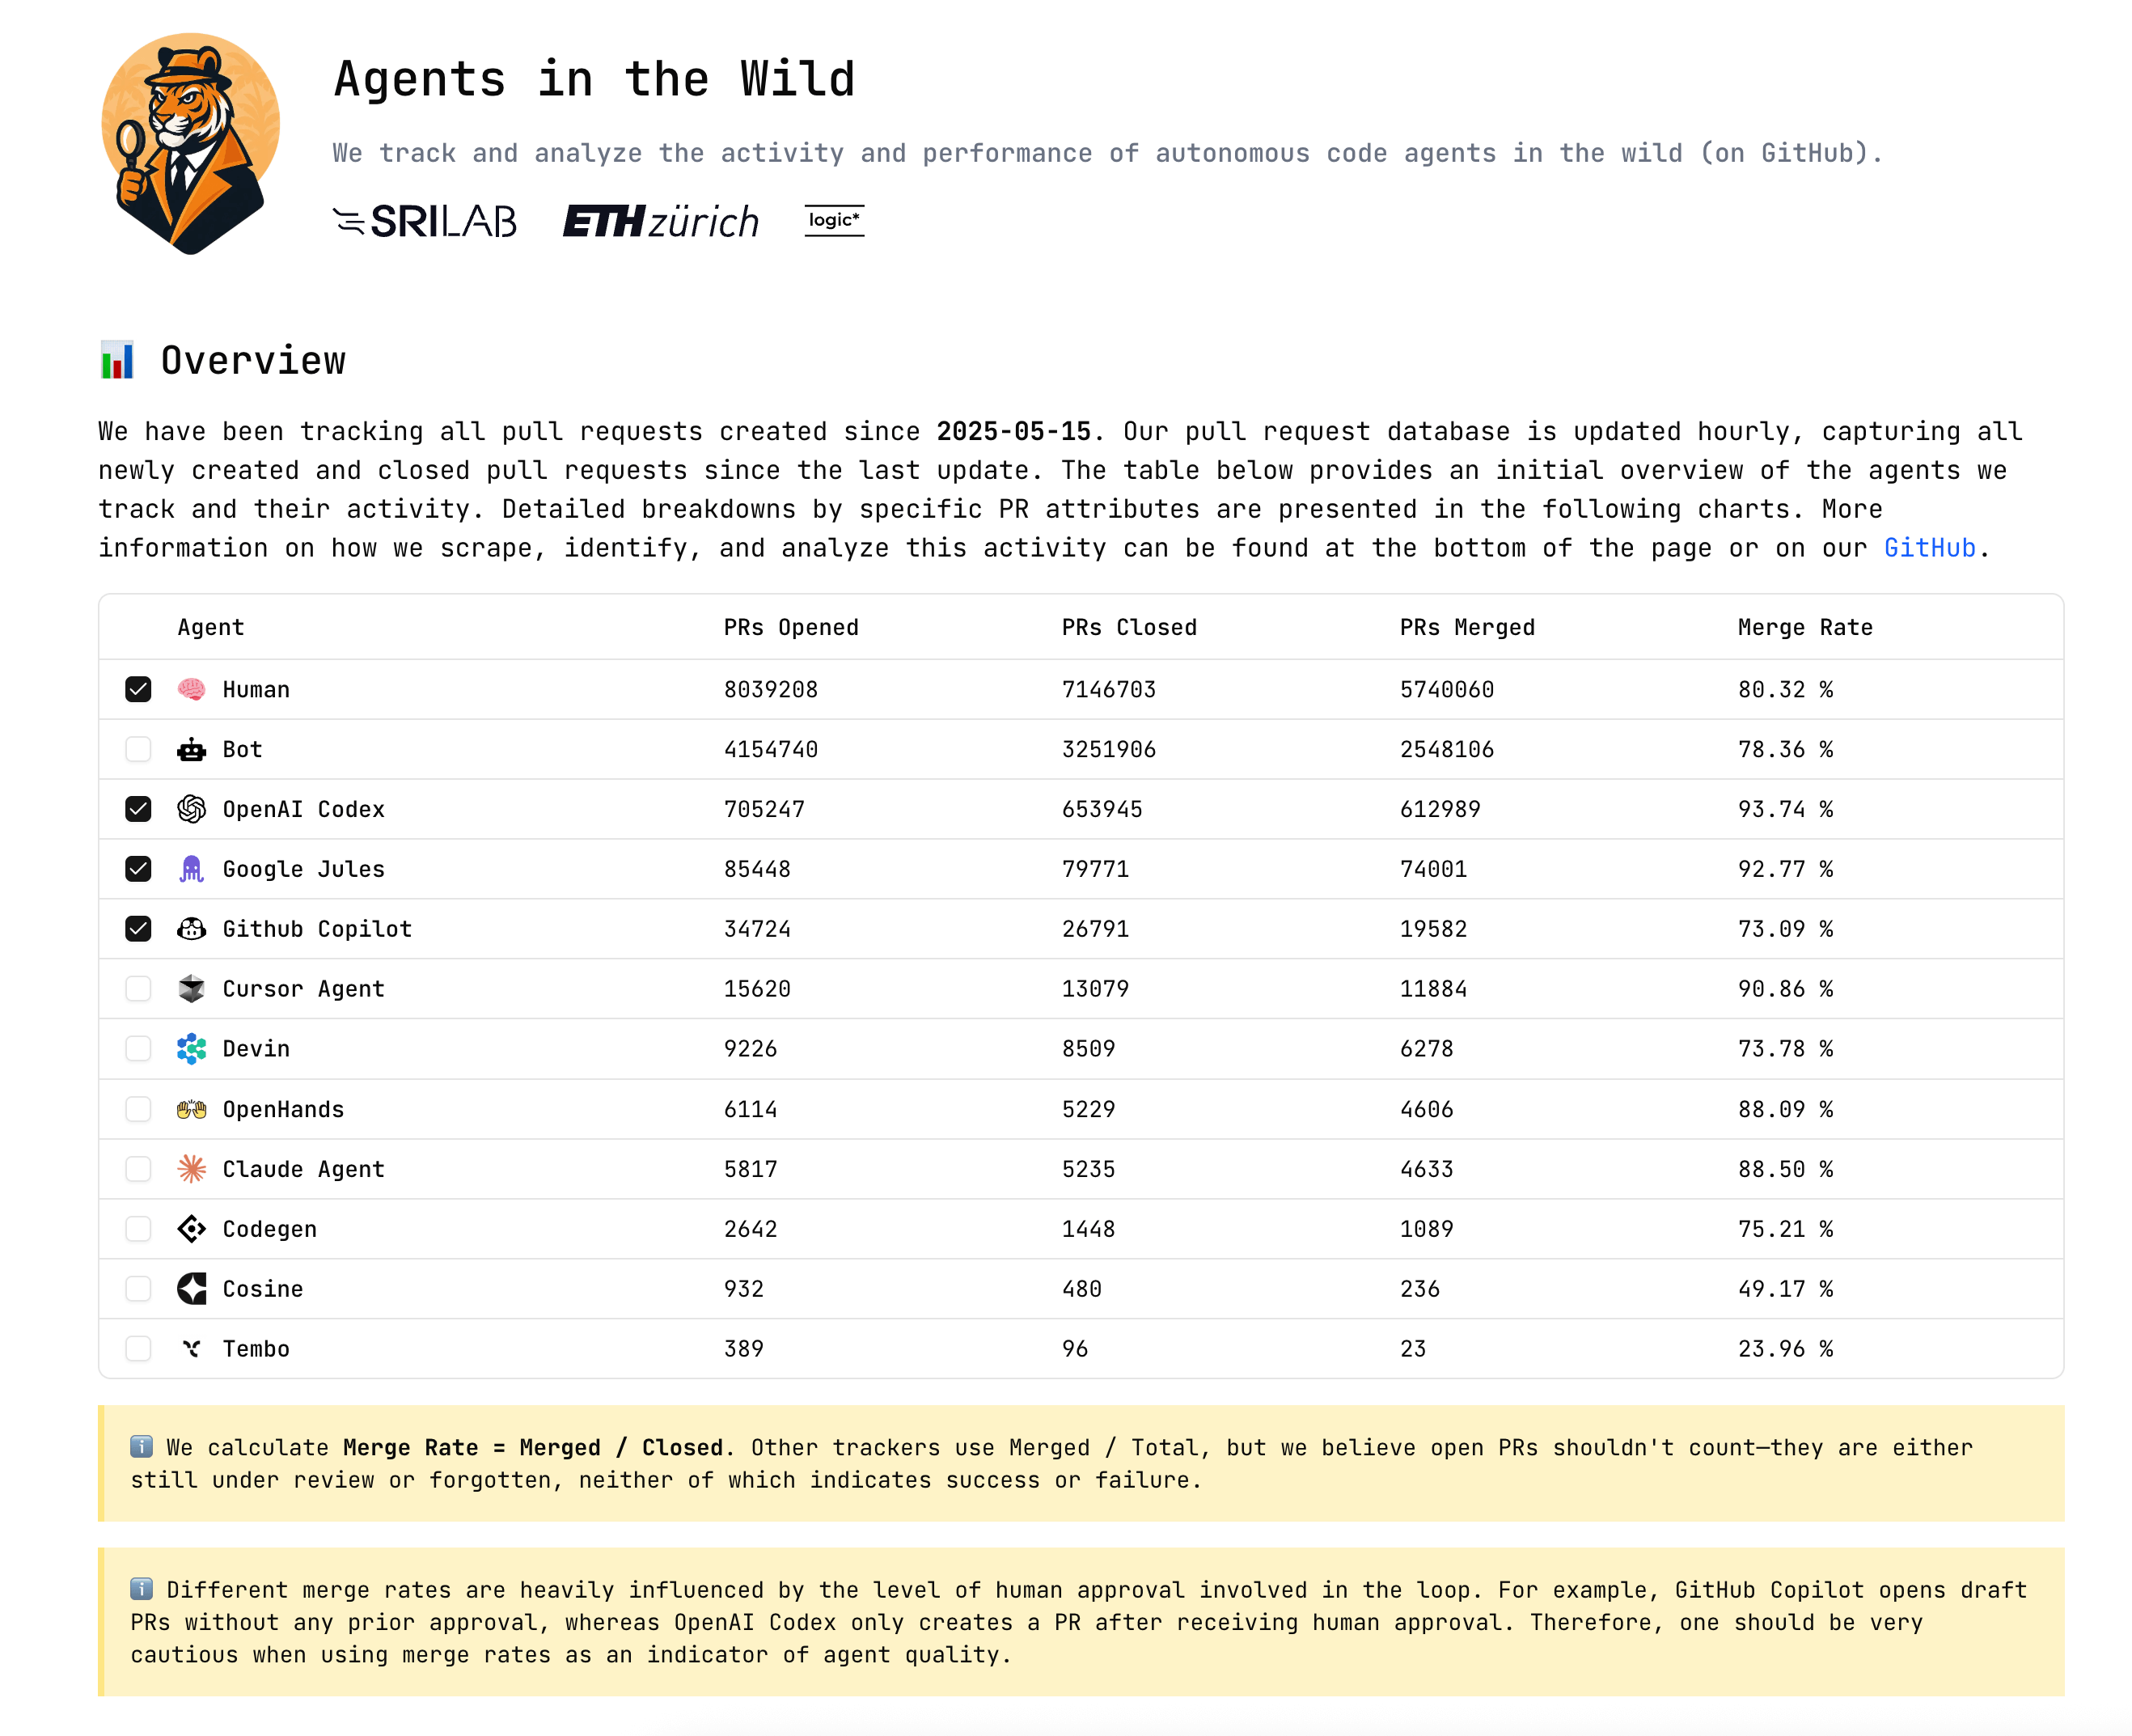 Agents in the Wild
We track and analyze the activity and performance of autonomous code agents in the wild (on GitHub).
SRILAB ETH zürich logic*
Overview
We have been tracking all pull requests created since 2025-05-15. Our pull request database is updated hourly, capturing all
newly created and closed pull requests since the last update. The table below provides an initial overview of the agents we
track and their activity. Detailed breakdowns by specific PR attributes are presented in the following charts. More
information on how we scrape, identify, and analyze this activity can be found at the bottom of the page or on our GitHub.
Agent PRs Opened PRs Closed PRs Merged Merge Rate
Human 8039208 7146703 5740060 80.32 %
Bot 4154740 3251906 2548106 78.36 %
OpenAI Codex 705247 653945 612989 93.74 %
Google Jules 85448 79771 74001 92.77 %
Github Copilot 34724 26791 19582 73.09 %
Cursor Agent 15620 13079 11884 90.86 %
Devin 9226 8509 6278 73.78 %
OpenHands 6114 5229 4606 88.09 %
Claude Agent 5817 5235 4633 88.50 %
Codegen 2642 1448 1089 75.21 %
Cosine 932 480 236 49.17 %
Tembo 389 96 23 23.96 %
We calculate Merge Rate = Merged / Closed. Other trackers use Merged / Total, but we believe open PRs shouldn't count—they are either
still under review or forgotten, neither of which indicates success or failure.
Different merge rates are heavily influenced by the level of human approval involved in the loop. For example, GitHub Copilot opens draft
PRs without any prior approval, whereas OpenAI Codex only creates a PR after receiving human approval. Therefore, one should be very
cautious when using merge rates as an indicator of agent quality.